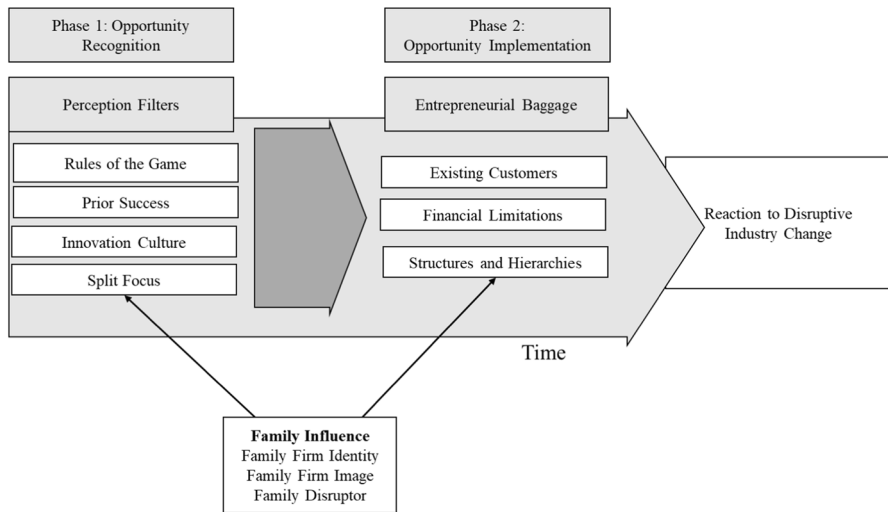 Phase 1: Opportunity
Recognition
Phase 2:
Opportunity Implementation
Perception Filters
Entrepreneurial Baggage
Rules of the Game
Prior Success
Innovation Culture
Split Focus
Existing Customers
Financial Limitations
Structures and Hierarchies
Reaction to Disruptive
Industry Change
Time
Family Influence
Family Firm Identity
Family Firm Image
Family Disruptor